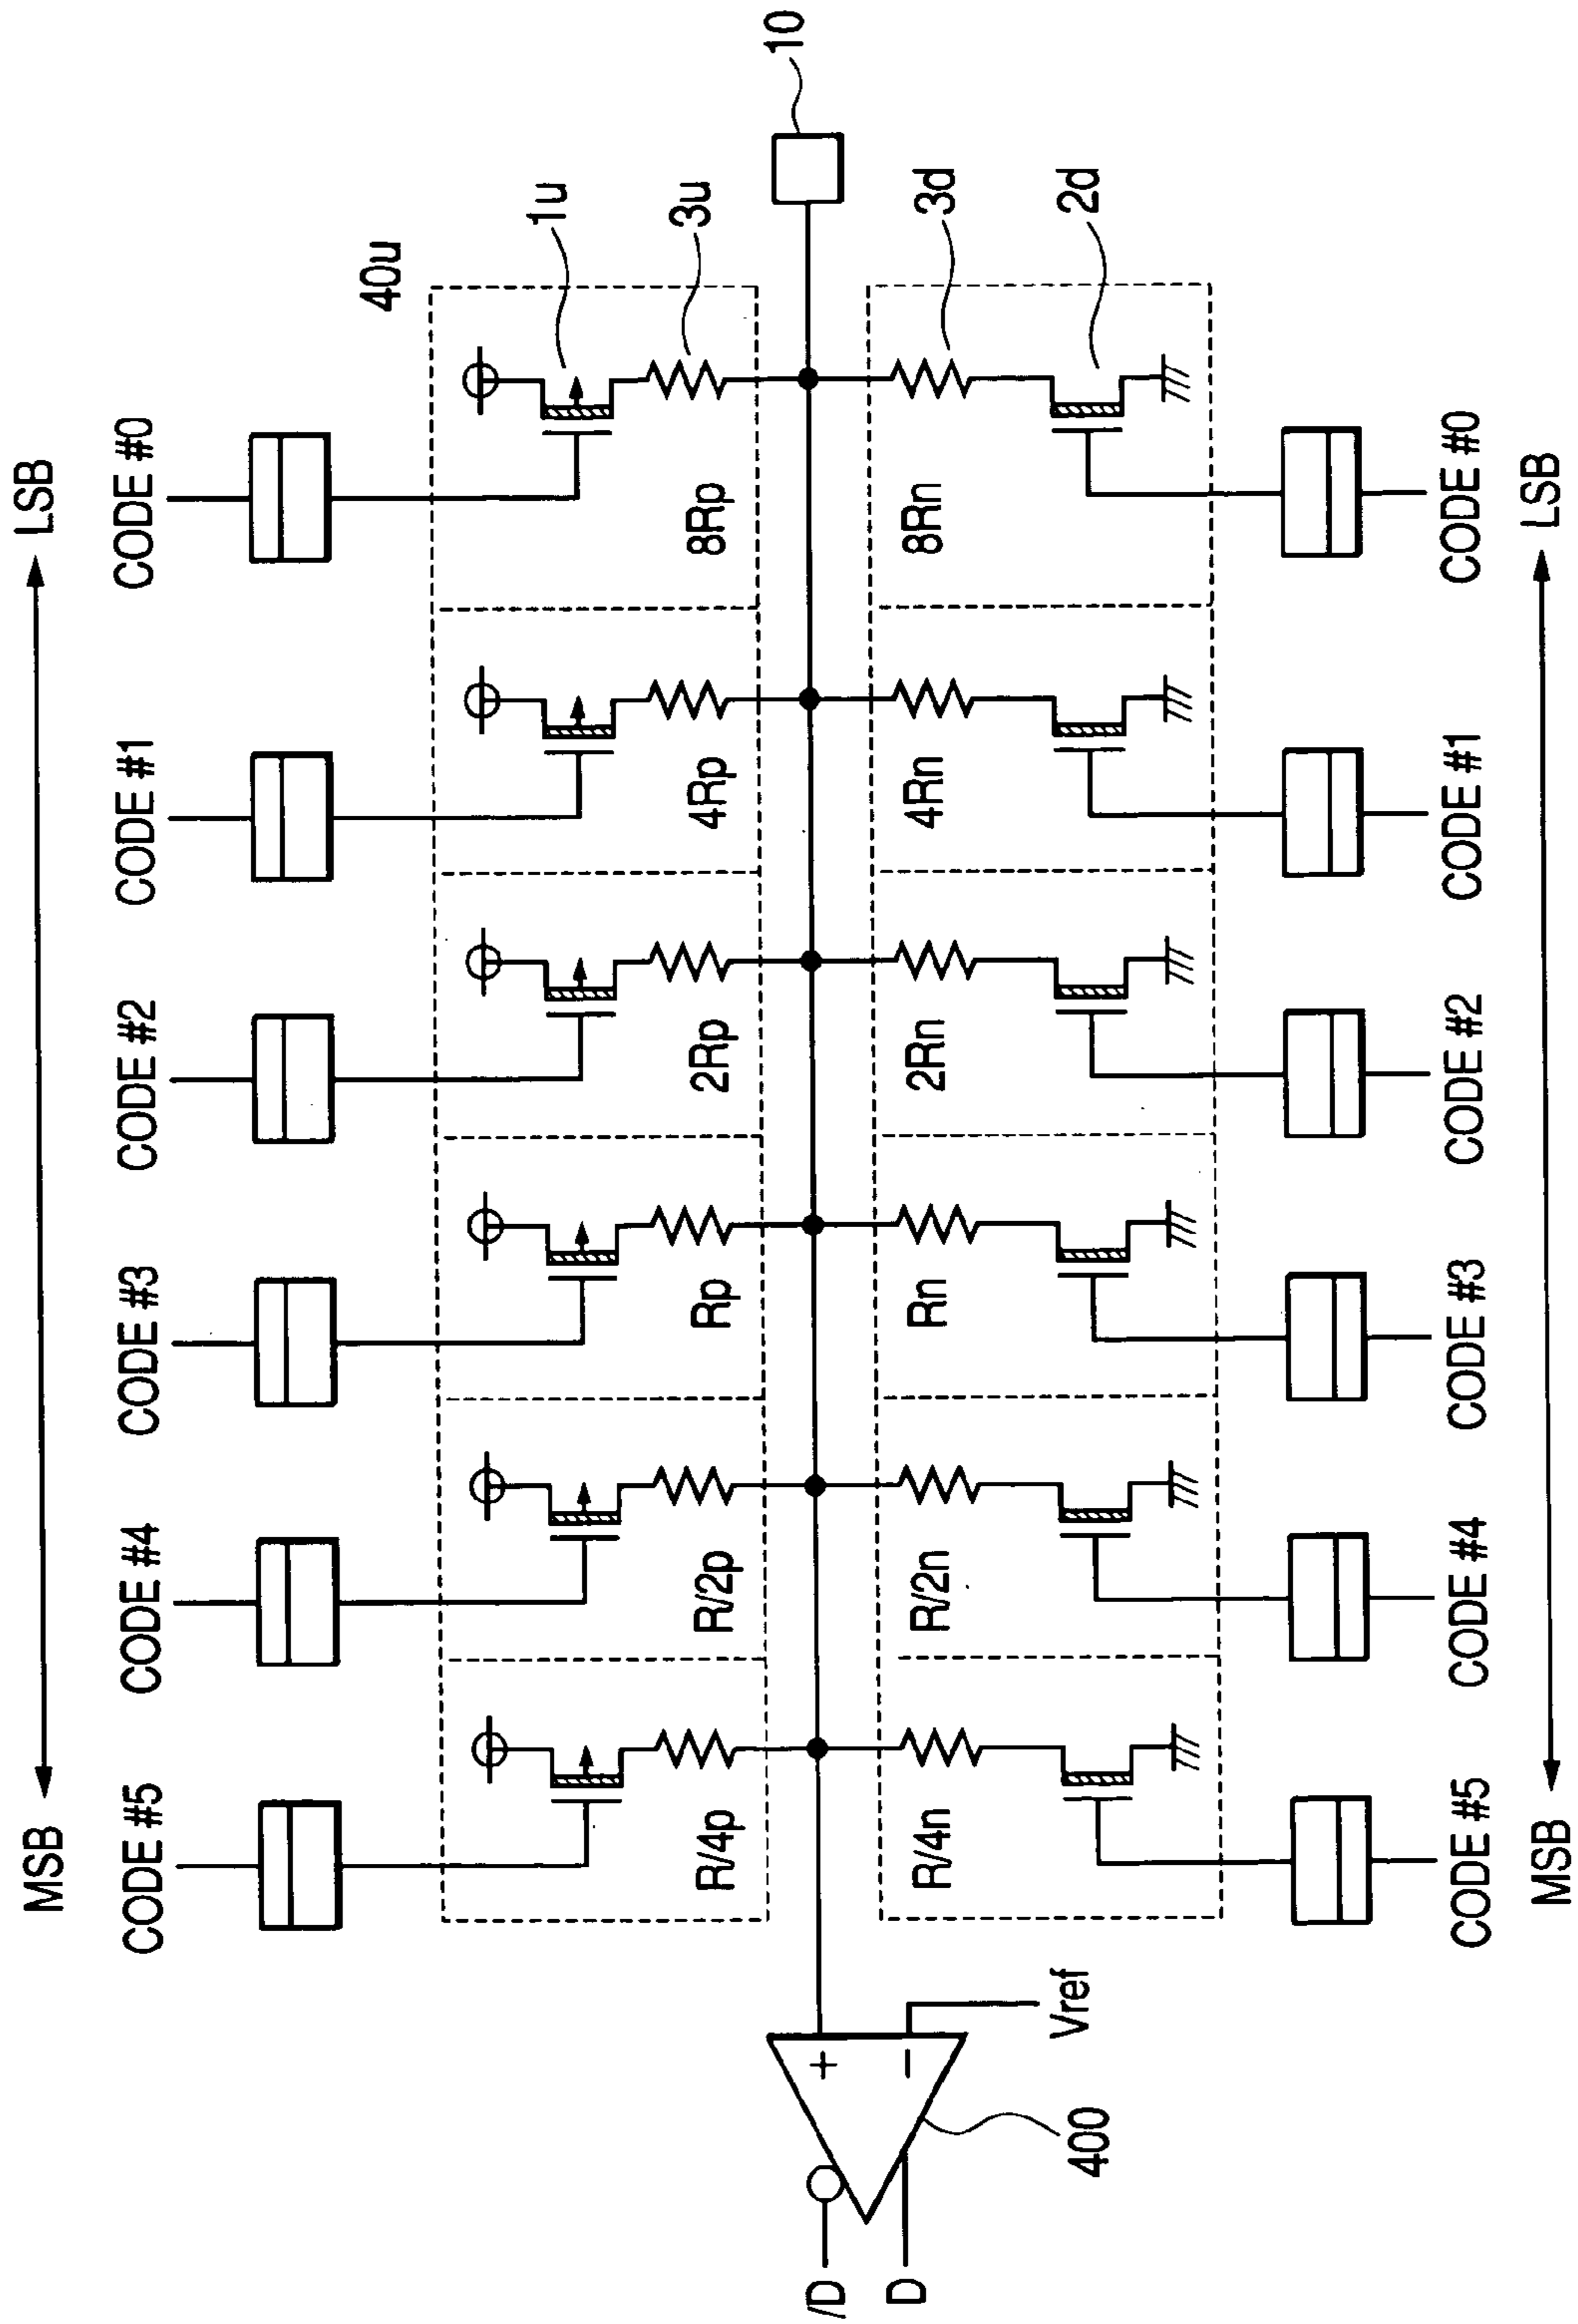 MSB LSB
CODE #5 CODE #4 CODE #3 CODE #2 CODE #1 CODE #0
40u
1u
3u
R/4p R/2p Rp 2Rp 4Rp 8Rp
10
/D + 
D −
400
Vref
R/4n R/2n Rn 2Rn 4Rn 8Rn
3d
2d
CODE #5 CODE #4 CODE #3 CODE #2 CODE #1 CODE #0
MSB LSB